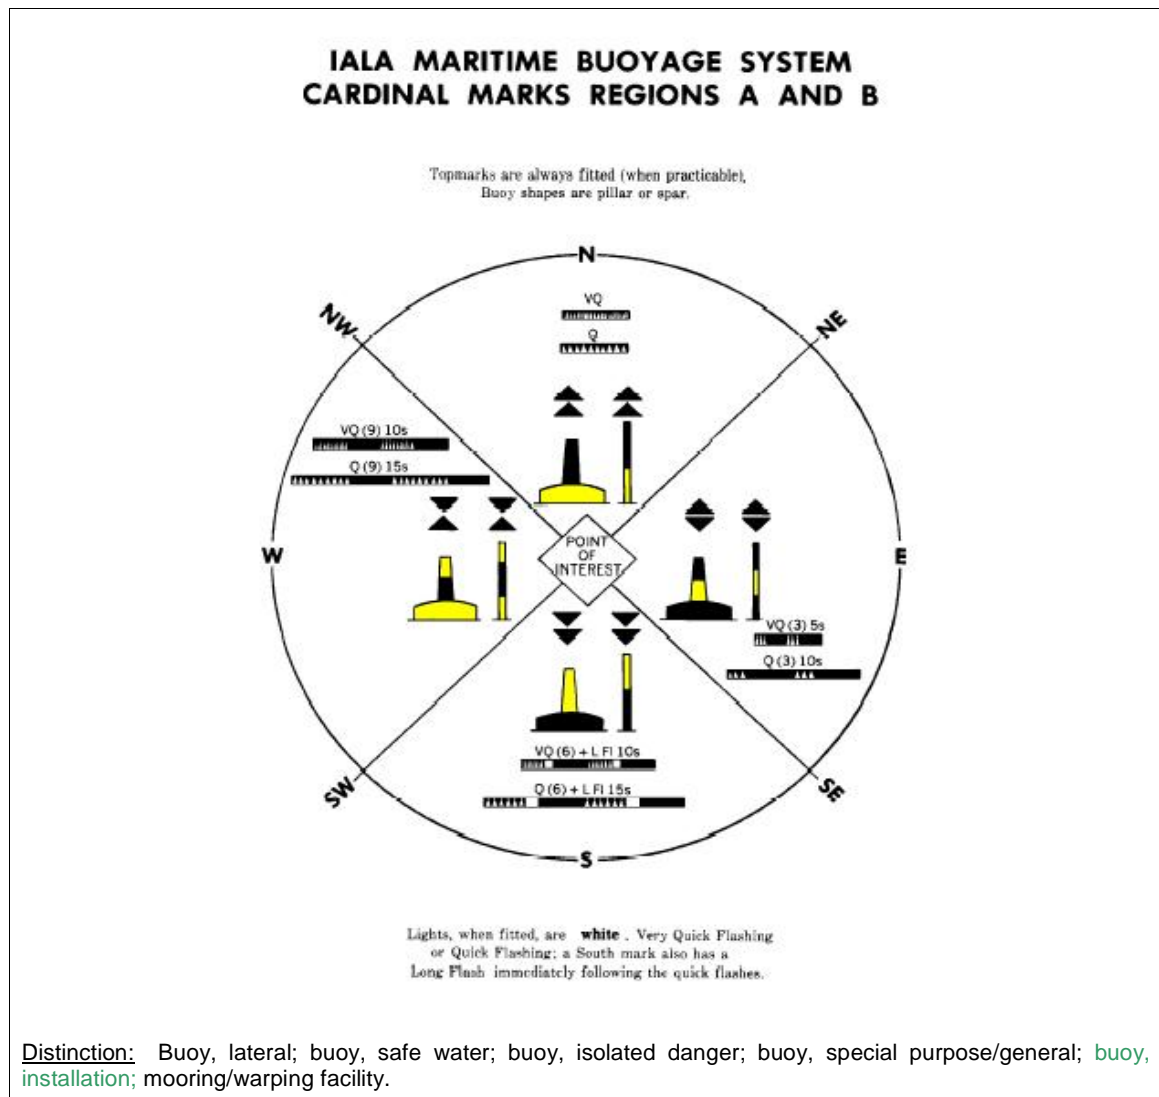 IALA MARITIME BUOYAGE SYSTEM
CARDINAL MARKS REGIONS A AND B
Topmarks are always fitted (when practicable),
Buoy shapes are pillar or spar.
N
NW
NE
VQ
Q
VQ (9) 10s
Q (9) 15s
W
POINT
OF
INTEREST
E
VQ (3) 5s
Q (3) 10s
VQ (6) + L Fl 10s
Q (6) + L Fl 15s
SW
SE
S
Lights, when fitted, are white . Very Quick Flashing
or Quick Flashing; a South mark also has a
Long Flash immediately following the quick flashes.
Distinction: Buoy, lateral; buoy, safe water; buoy, isolated danger; buoy, special purpose/general; buoy,
installation; mooring/warping facility.